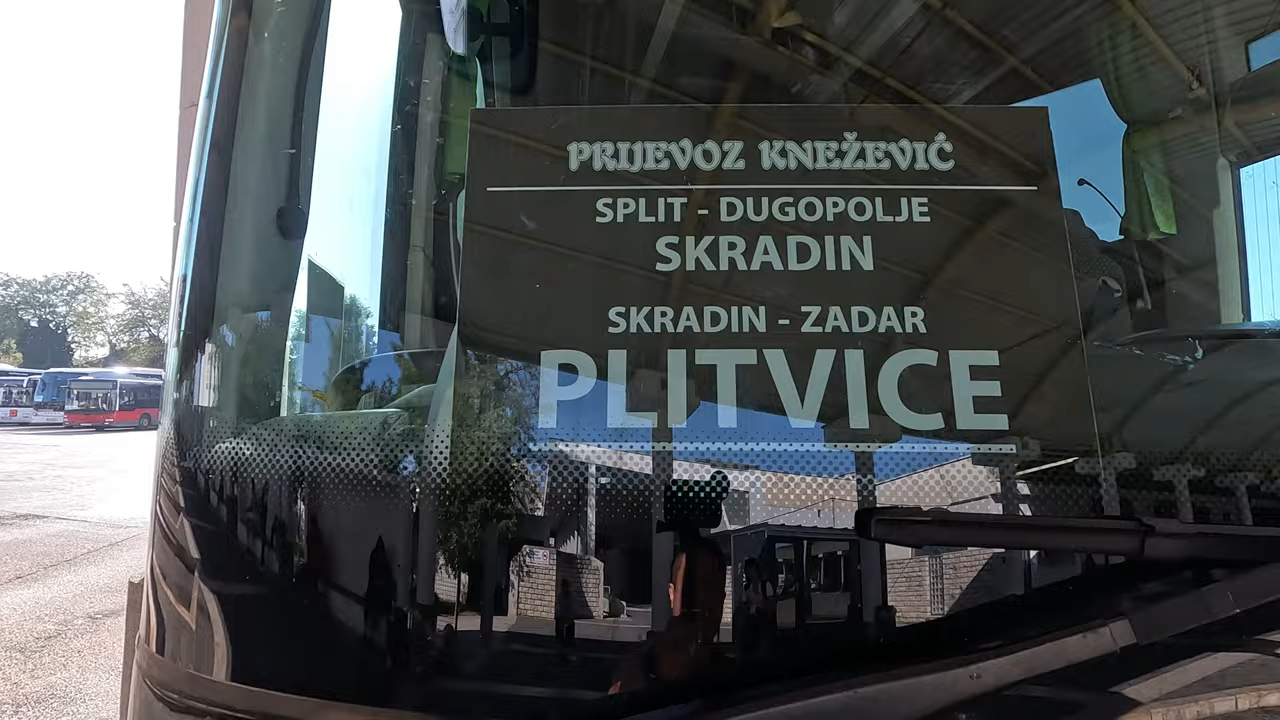 PRIJEVOZ KNEŽEVIĆ
SPLIT - DUGOPOLJE
SKRADIN
SKRADIN - ZADAR
PLITVICE